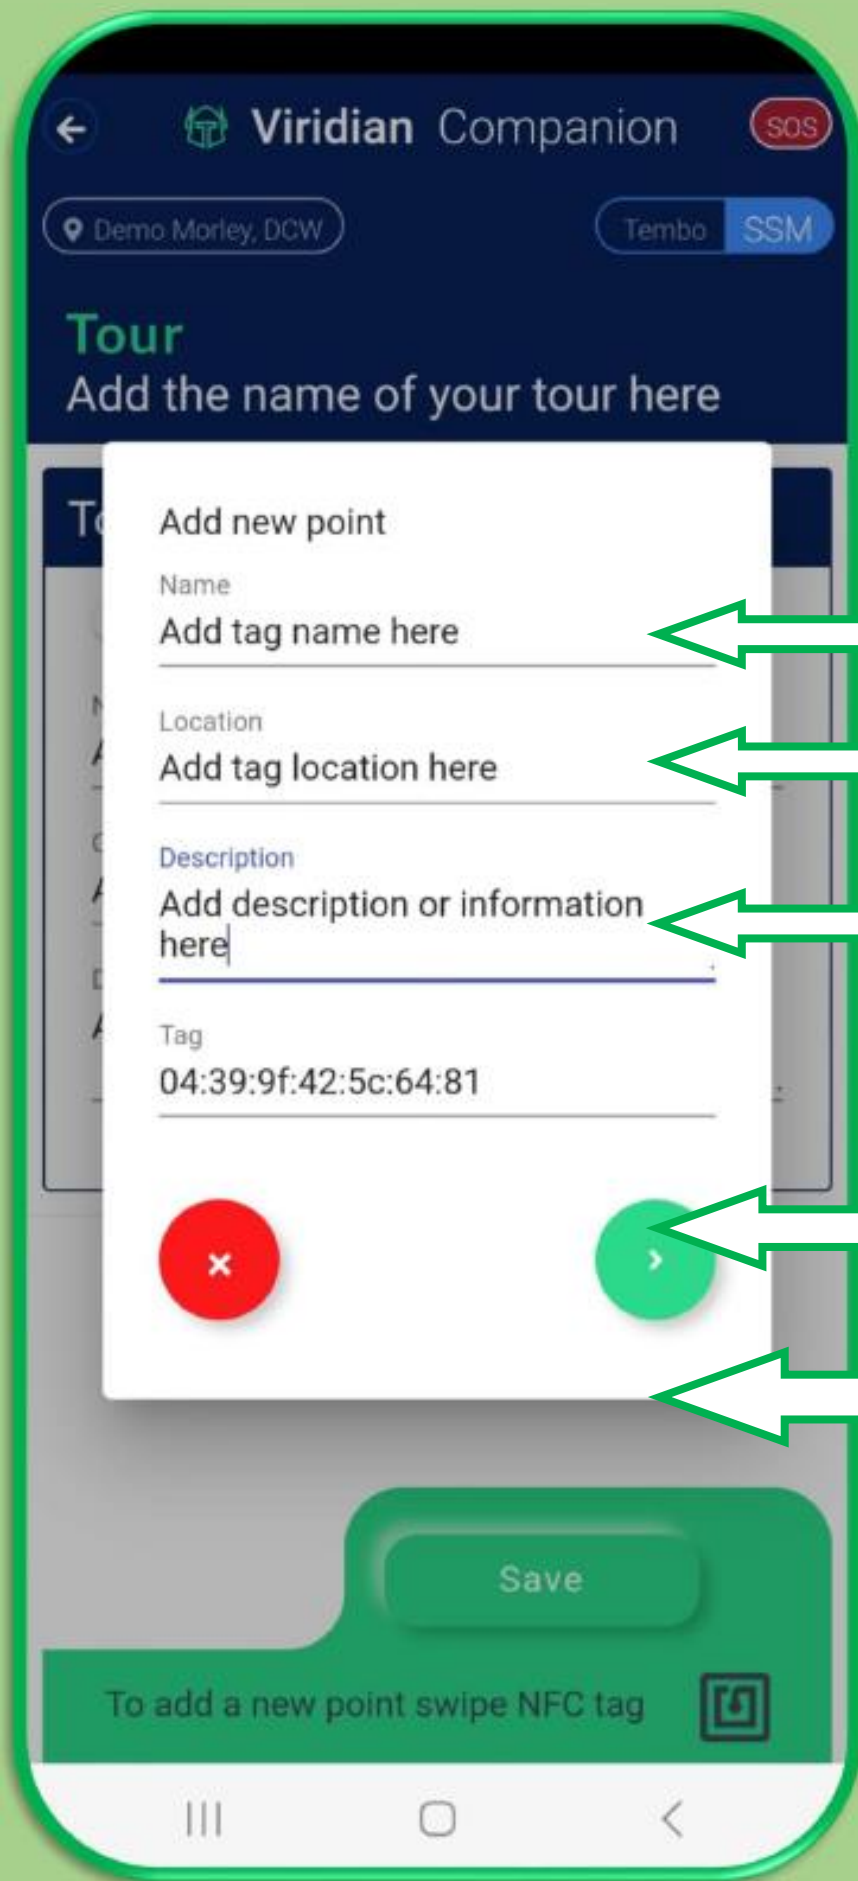 Viridian Companion
SOS
Demo Morley, DCW
Tembo SSM
Tour
Add the name of your tour here
Add new point
Name
Add tag name here
Location
Add tag location here
Description
Add description or information
here
Tag
04:39:9f:42:5c:64:81
Save
To add a new point swipe NFC tag